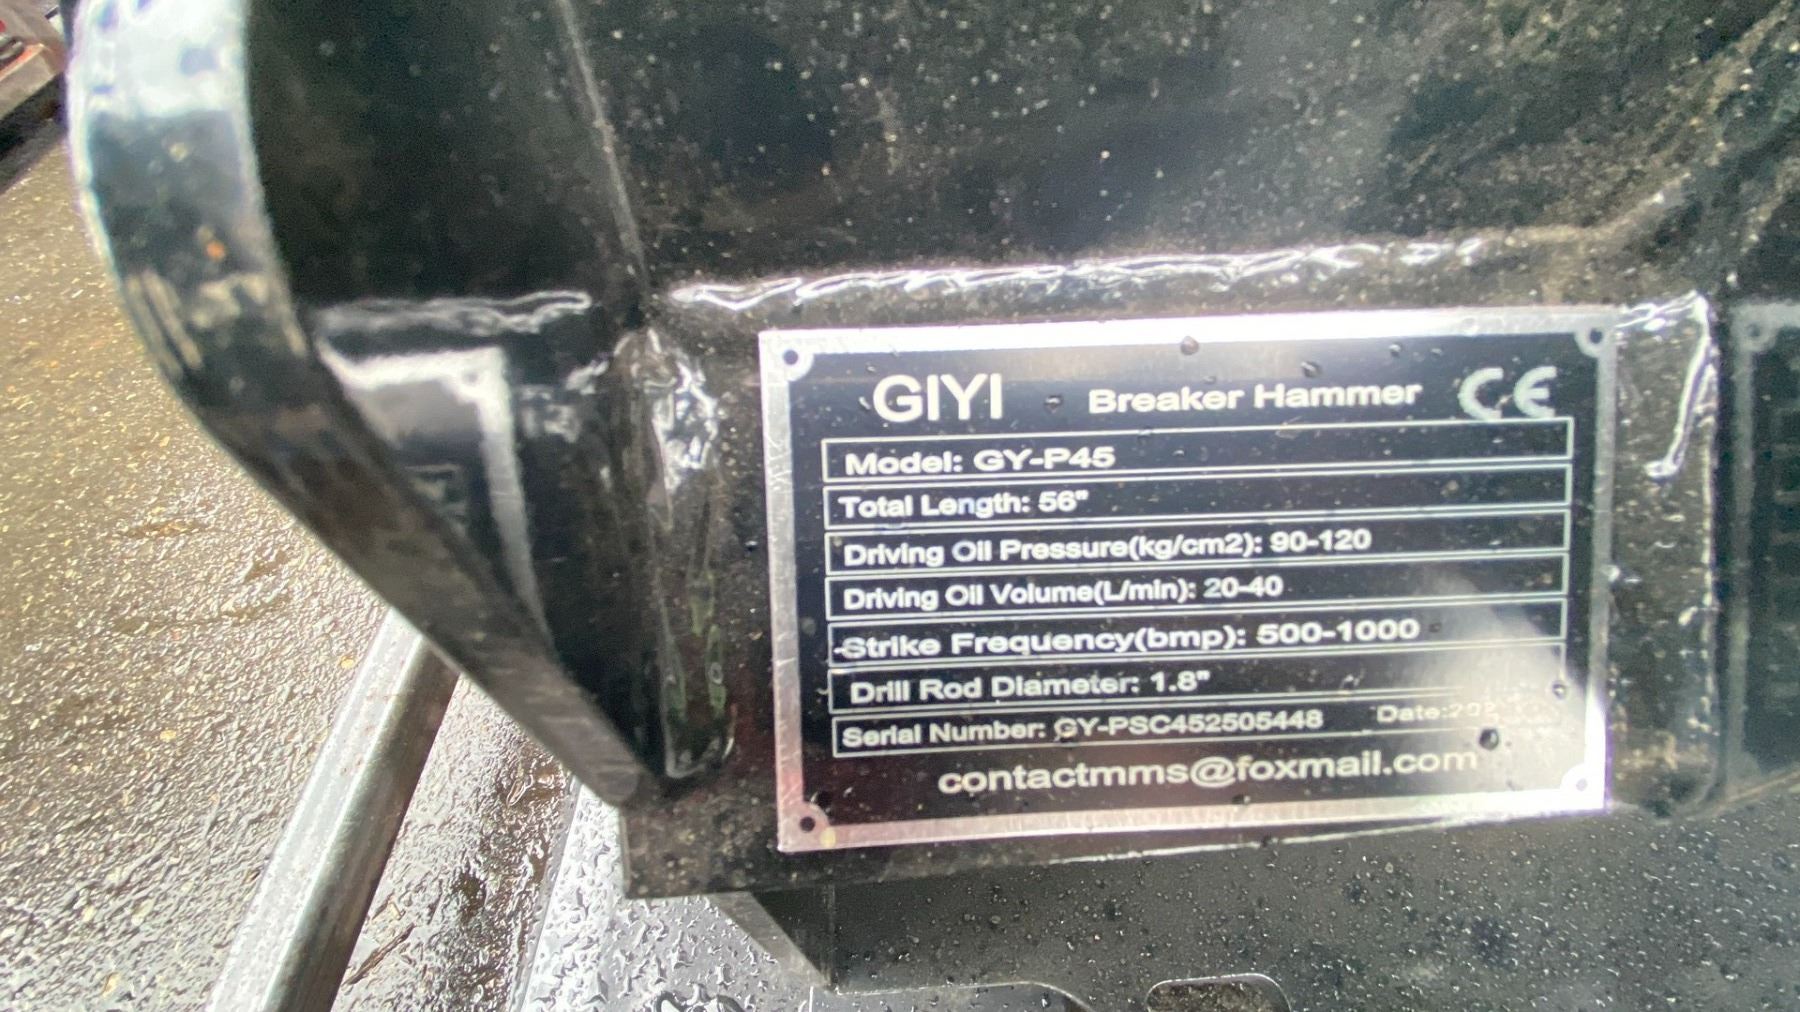 GIYI Breaker Hammer CE
Model: GY-P45
Total Length: 56"
Driving Oil Pressure(kg/cm2): 90-120
Driving Oil Volume(L/min): 20-40
Strike Frequency(bmp): 500-1000
Drill Rod Diameter: 1.8"
Serial Number: GY-PSC452505448 Date:
contactmms@foxmail.com